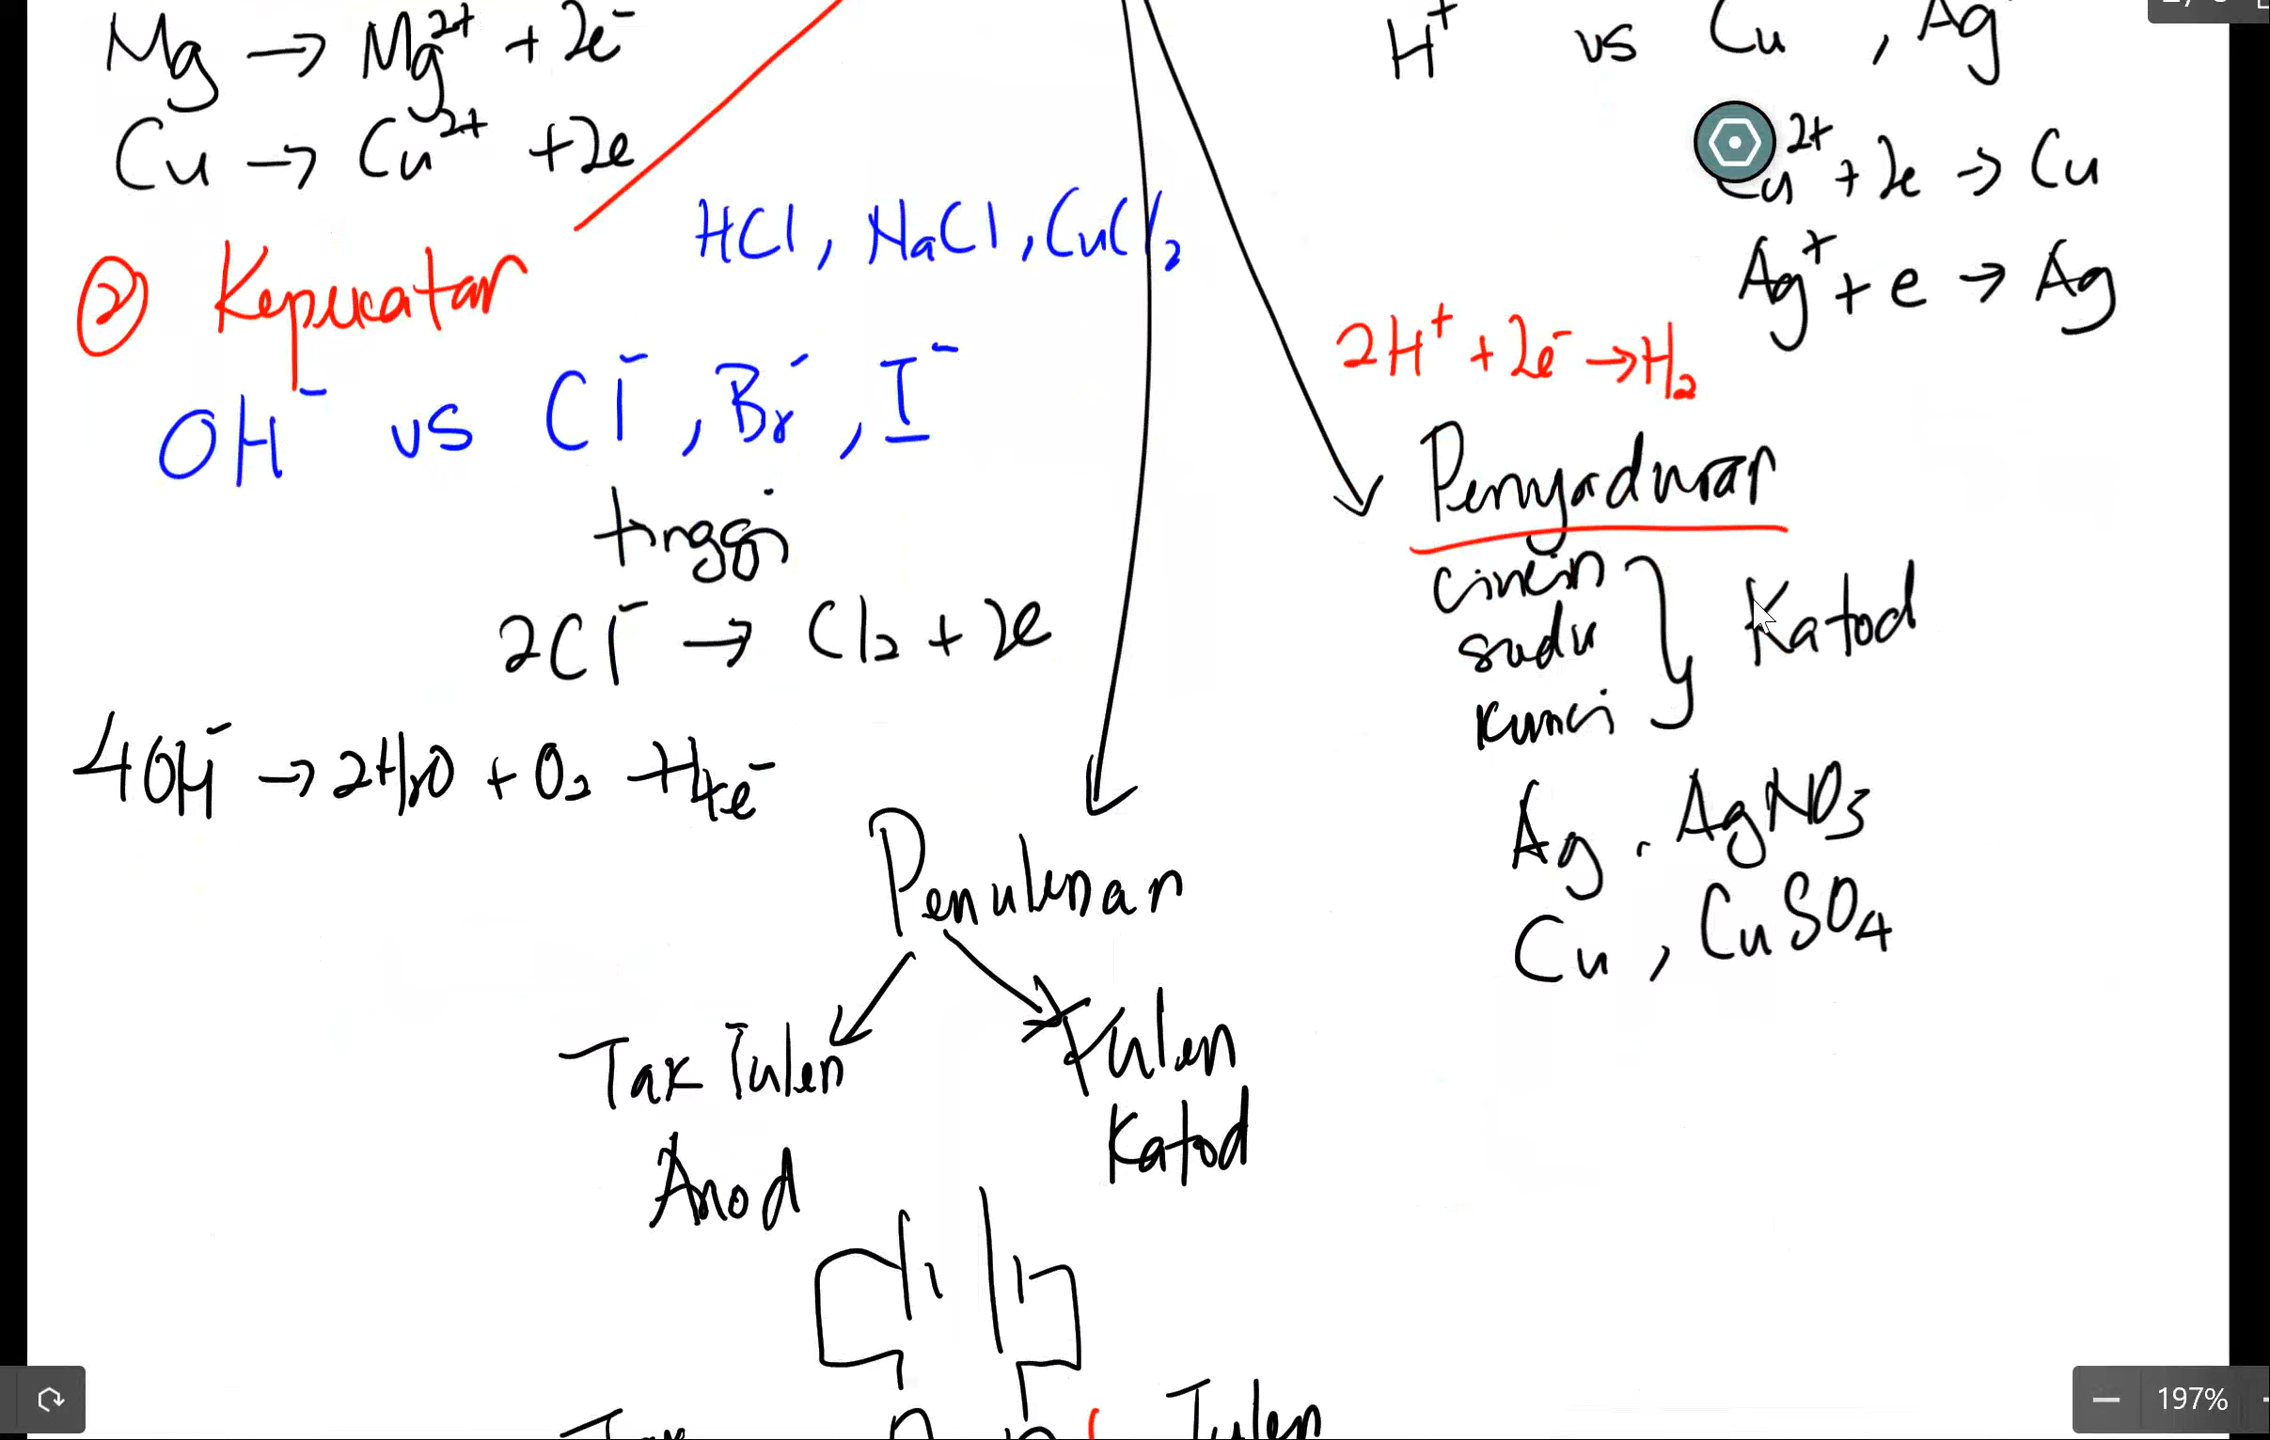 Mg → Mg²⁺ + 2e⁻
Cu → Cu²⁺ +2e
H⁺ vs Cu , Ag
Cu²⁺ + 2e → Cu
Ag⁺ + e → Ag
2H⁺ + 2e⁻ → H₂
HCl, NaCl, CuCl₂
② Kepekatan
OH⁻ vs Cl⁻, Br⁻, I⁻
tinggi
2Cl⁻ → Cl₂ + 2e
4OH⁻ → 2H₂O + O₂ + 4e⁻
Penyaduran
cincin
sudu
kunci
Katod
Ag, AgNO₃
Cu, CuSO₄
Penulenan
Tak Tulen
Anod
Tulen
Katod
Tulen
197%